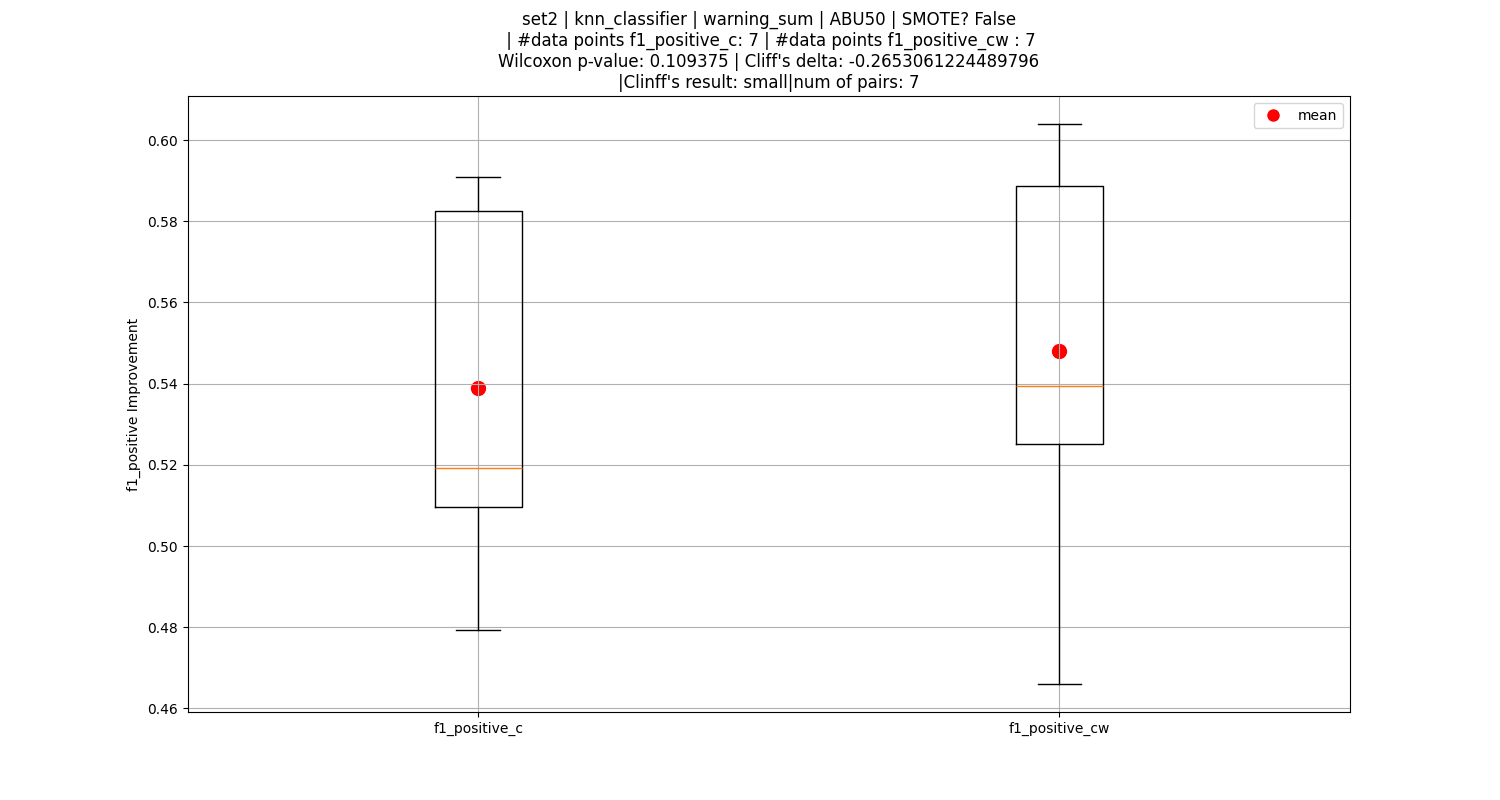 set2 | knn_classifier | warning_sum | ABU50 | SMOTE? False
| #data points f1_positive_c: 7 | #data points f1_positive_cw : 7
Wilcoxon p-value: 0.109375 | Cliff's delta: -0.2653061224489796
|Clinff's result: small|num of pairs: 7
mean
0.60
0.58
0.56
0.54
0.52
0.50
0.48
0.46
f1_positive Improvement
f1_positive_c
f1_positive_cw